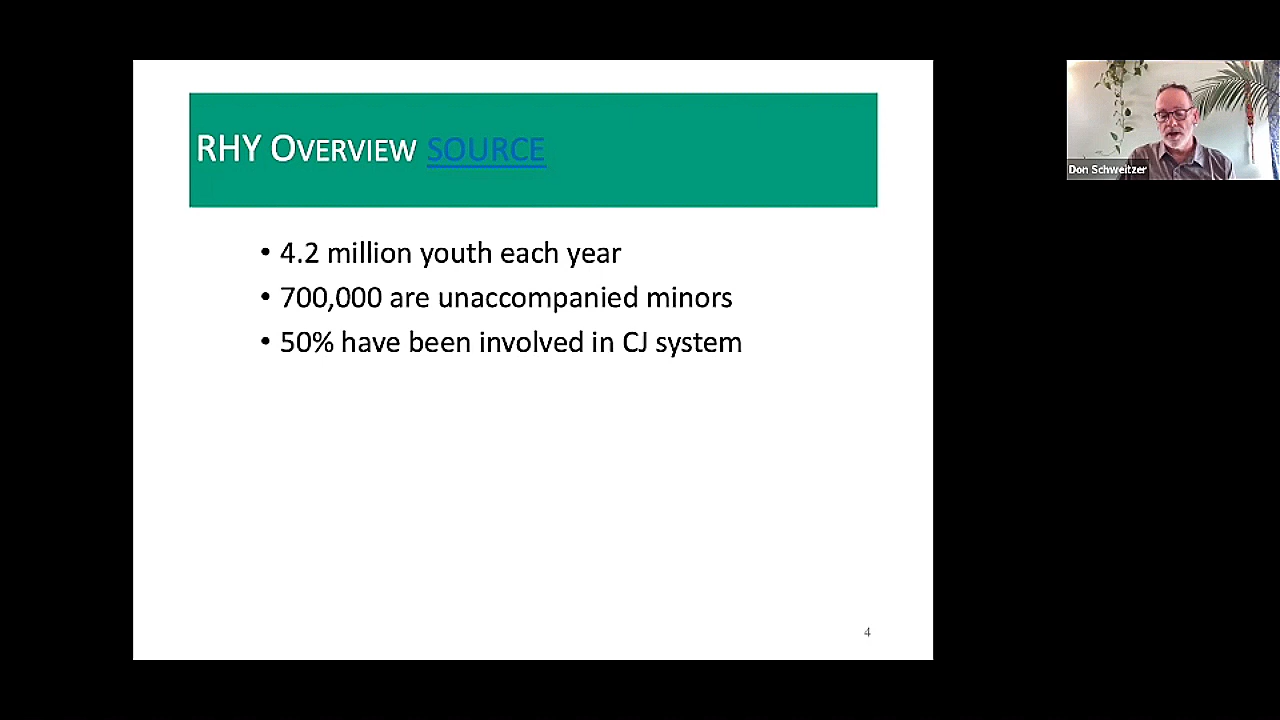 RHY OVERVIEW SOURCE
• 4.2 million youth each year
• 700,000 are unaccompanied minors
• 50% have been involved in CJ system
4
Don Schweitzer